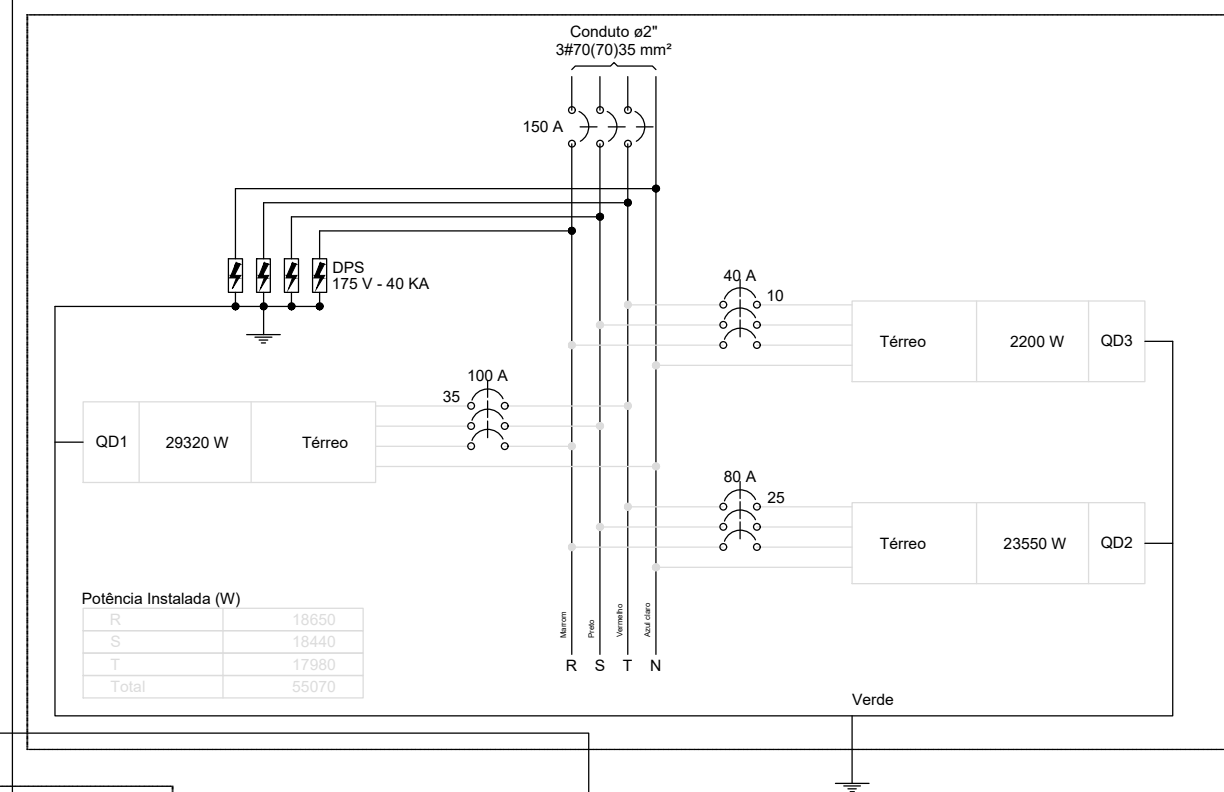 Conduto ø2"
3#70(70)35 mm²
150 A
DPS
175 V - 40 KA
40 A
10
Térreo
2200 W
QD3
100 A
35
QD1
29320 W
Térreo
80 A
25
Térreo
23550 W
QD2
Potência Instalada (W)
R 18650
S 18440
T 17980
Total 55070
Marrom
Preto
Vermelho
Azul claro
R S T N
Verde